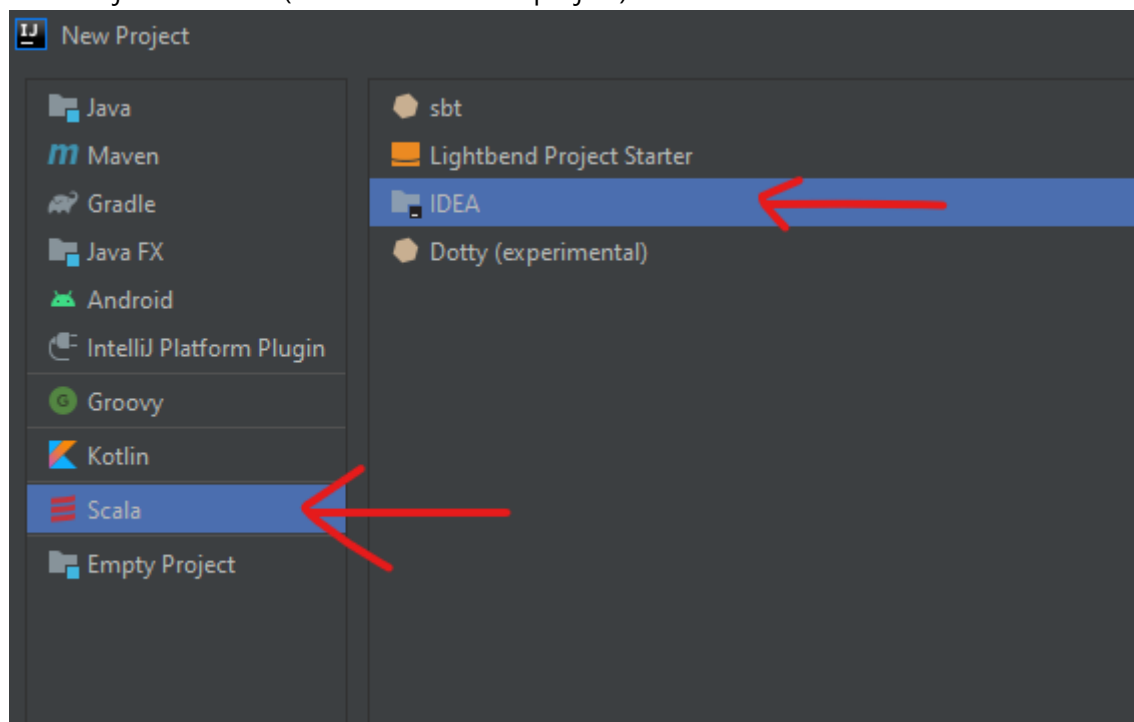 New Project
Java
Maven
Gradle
Java FX
Android
IntelliJ Platform Plugin
Groovy
Kotlin
Scala
Empty Project
sbt
Lightbend Project Starter
IDEA
Dotty (experimental)